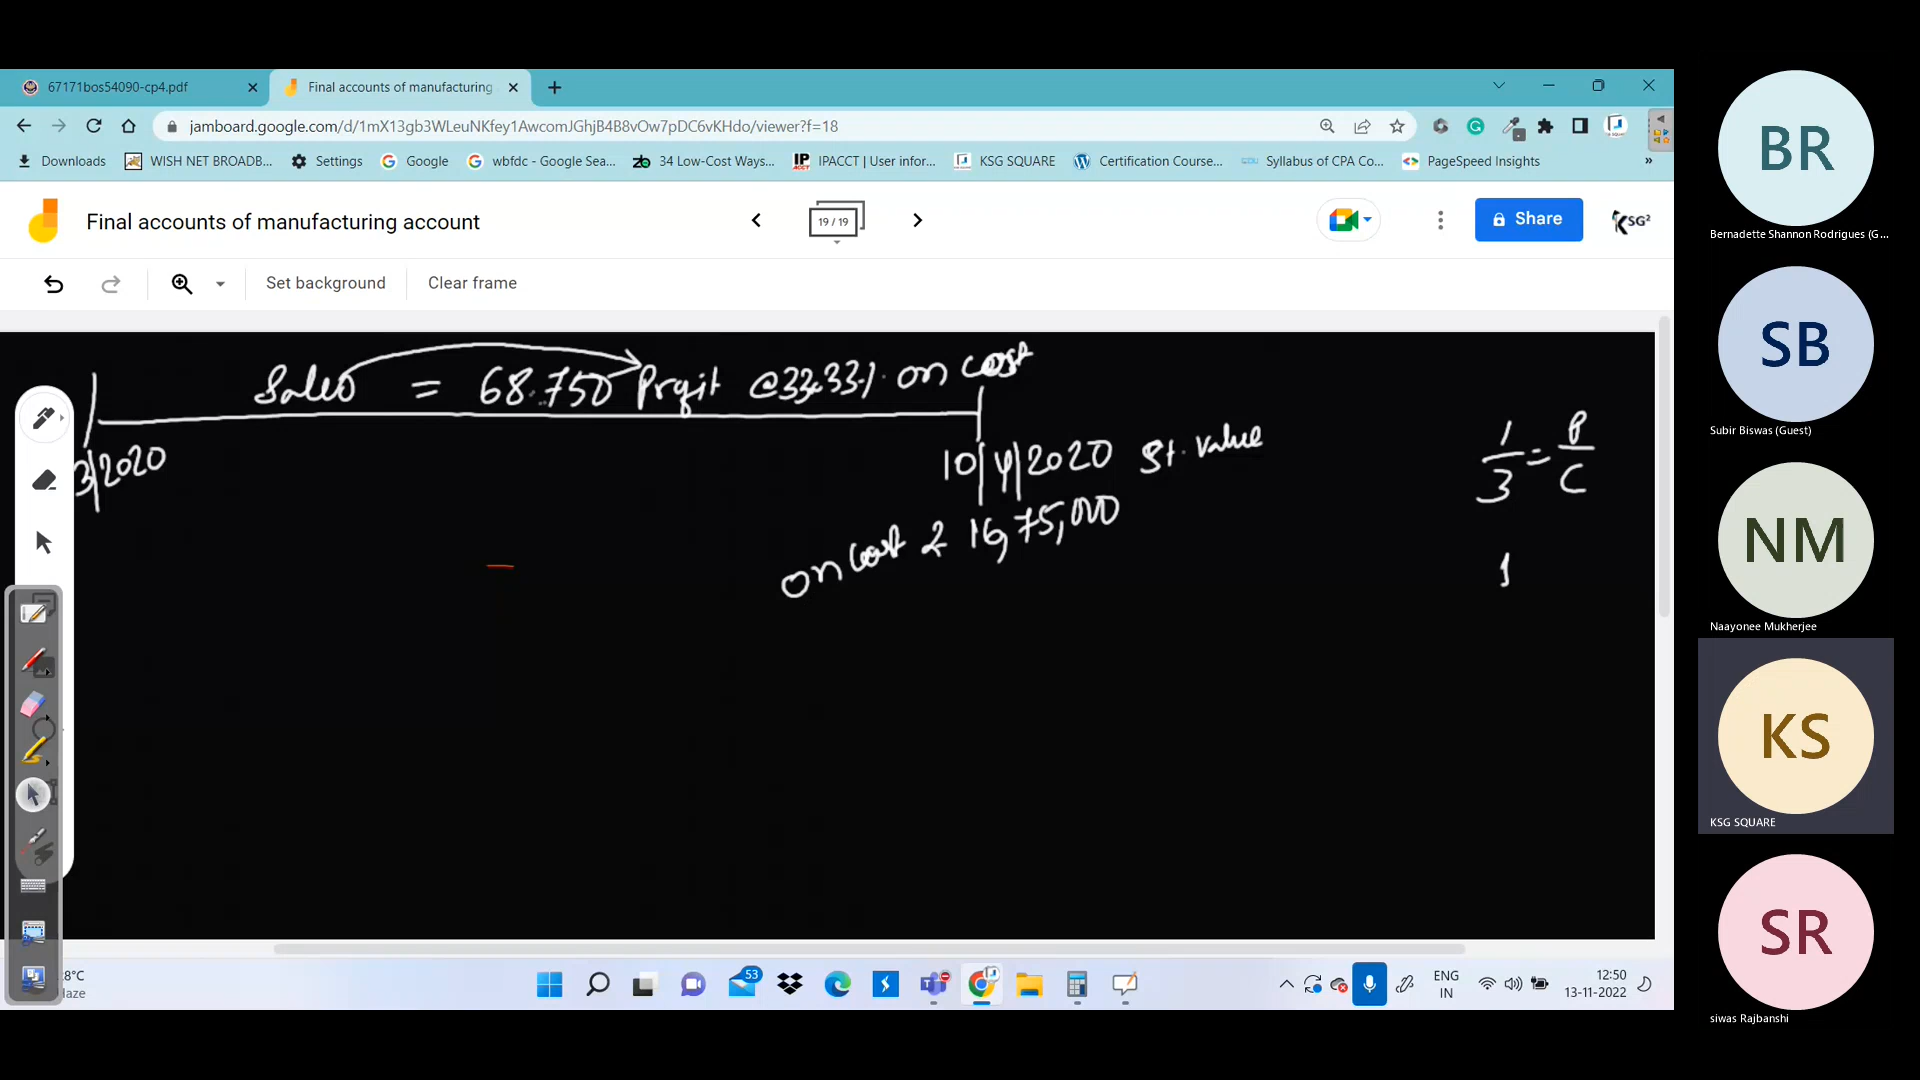 67171bos54090-cp4.pdf
Final accounts of manufacturing
jamboard.google.com/d/1mX13gb3WLeuNKfey1AwcomJGhjB4B8vOw7pDC6vKHdo/viewer?f=18
Downloads
WISH NET BROADB...
Settings
Google
wbfdc - Google Sea...
34 Low-Cost Ways...
IPACCT | User infor...
KSG SQUARE
Certification Course...
Syllabus of CPA Co...
PageSpeed Insights
»
Final accounts of manufacturing account
19 / 19
Share
KSG²
Set background
Clear frame
Sales = 68.750 Profit @33.33% on cost
3|2020
10|4|2020 St. Value
on cost 16,75,000
1/3 = P/C
1
8°C
Haze
53
ENG
IN
12:50
13-11-2022
BR
Bernadette Shannon Rodrigues (G...
SB
Subir Biswas (Guest)
NM
Naayonee Mukherjee
KS
KSG SQUARE
SR
siwas Rajbanshi